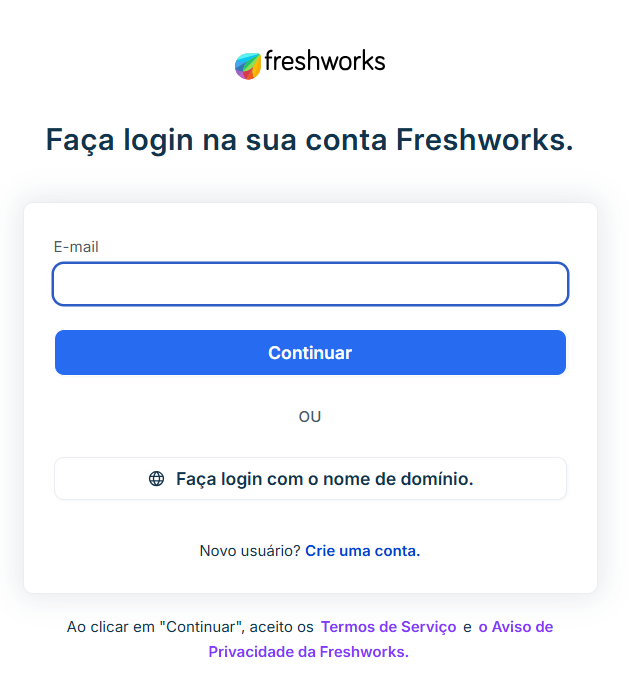 freshworks
Faça login na sua conta Freshworks.
E-mail
Continuar
OU
Faça login com o nome de domínio.
Novo usuário? Crie uma conta.
Ao clicar em "Continuar", aceito os Termos de Serviço e o Aviso de
Privacidade da Freshworks.